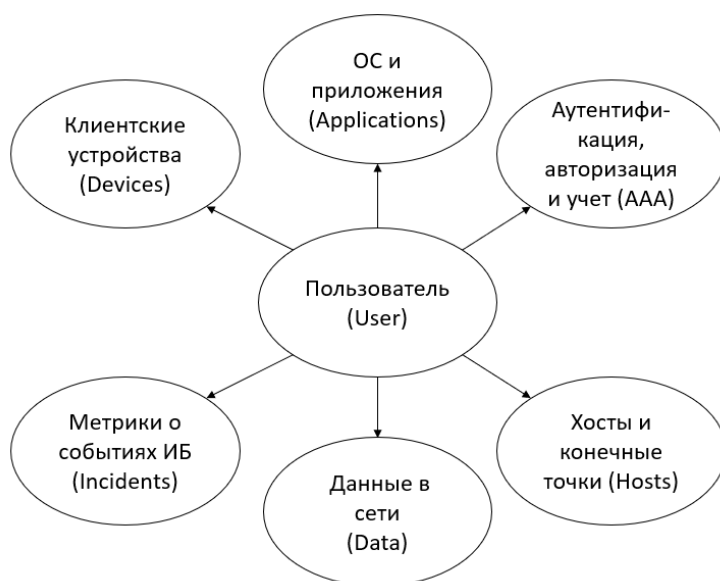 ОС и
приложения
(Applications)
Клиентские
устройства
(Devices)
Аутентифи-
кация,
авторизация
и учет (AAA)
Пользователь
(User)
Метрики о
событиях ИБ
(Incidents)
Данные в
сети
(Data)
Хосты и
конечные
точки (Hosts)